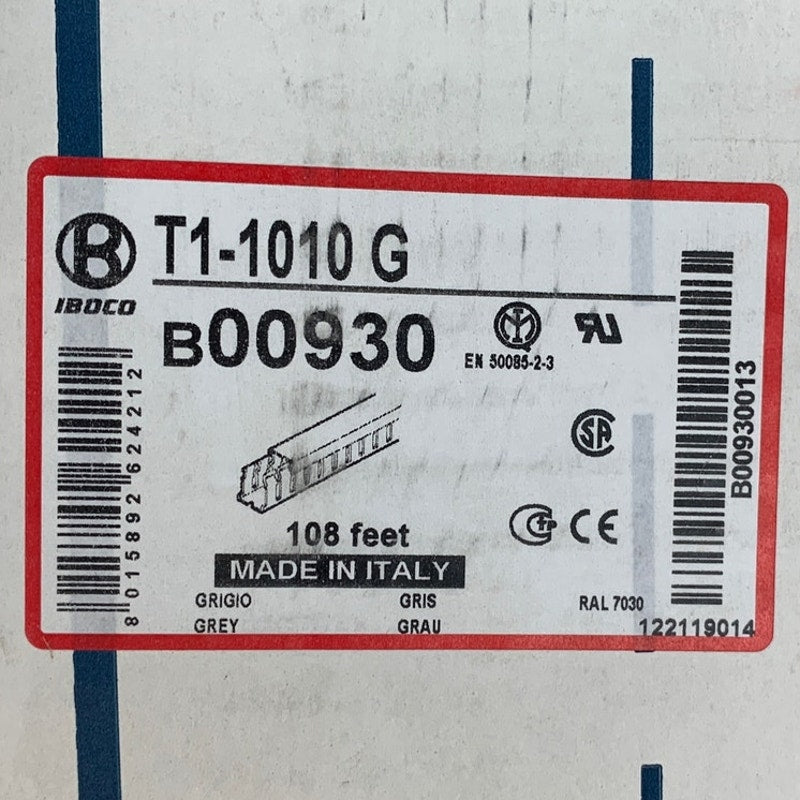 IBOCO
T1-1010 G
B00930
EN 50085-2-3
8 015892 624212
B00930013
108 feet
MADE IN ITALY
GRIGIO GRIS RAL 7030
GREY GRAU 122119014